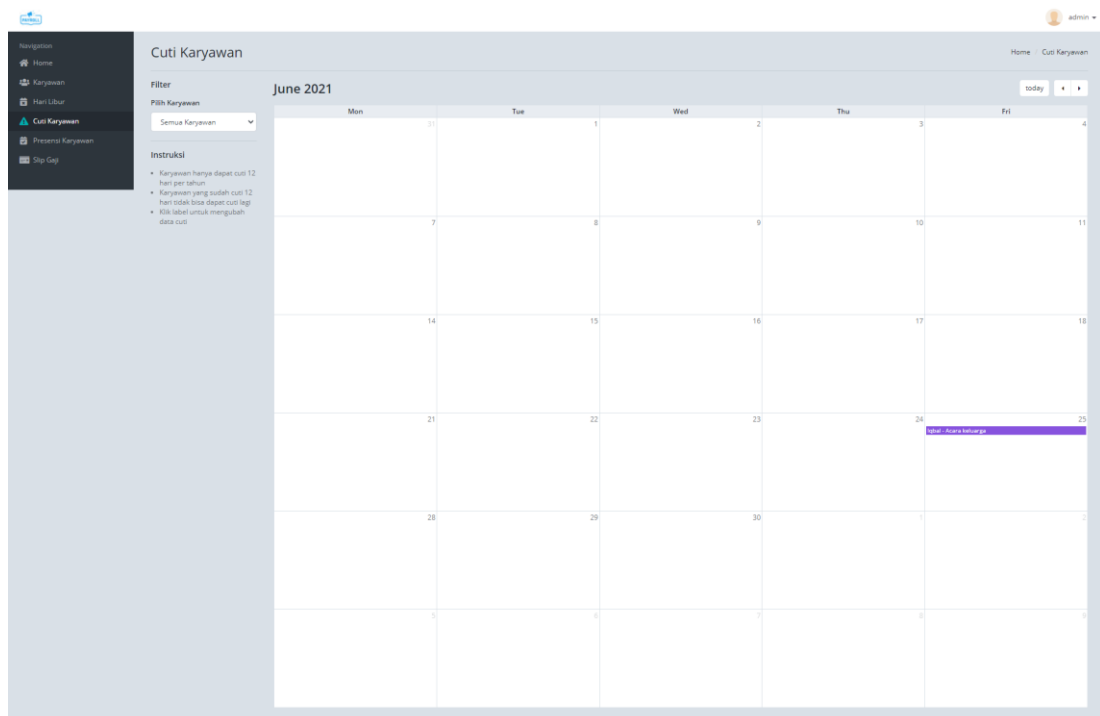 PAYROLL
admin
Navigation
Home
Karyawan
Hari Libur
Cuti Karyawan
Presensi Karyawan
Slip Gaji
Cuti Karyawan
Home / Cuti Karyawan
Filter
Pilih Karyawan
Semua Karyawan
Instruksi
Karyawan hanya dapat cuti 12
hari per tahun
Karyawan yang sudah cuti 12
hari tidak bisa dapat cuti lagi
Klik label untuk mengubah
data cuti
June 2021
today
Mon Tue Wed Thu Fri
31 1 2 3 4
7 8 9 10 11
14 15 16 17 18
21 22 23 24 25
Iqbal - Acara keluarga
28 29 30 1 2
5 6 7 8 9